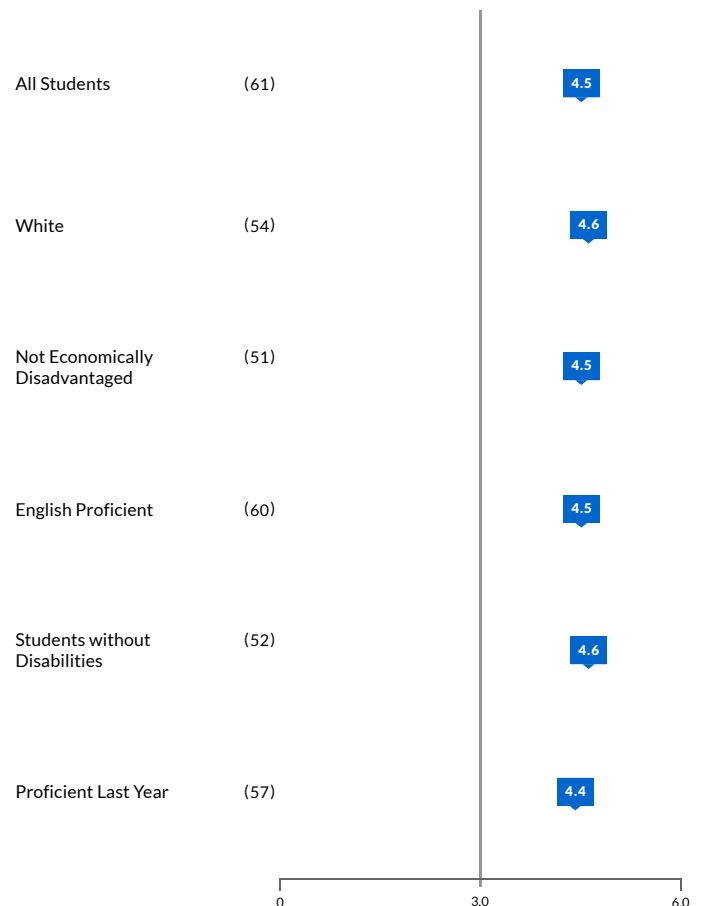 All Students (61) 4.5
White (54) 4.6
Not Economically (51) 4.5
Disadvantaged
English Proficient (60) 4.5
Students without (52) 4.6
Disabilities
Proficient Last Year (57) 4.4
0 3.0 6.0